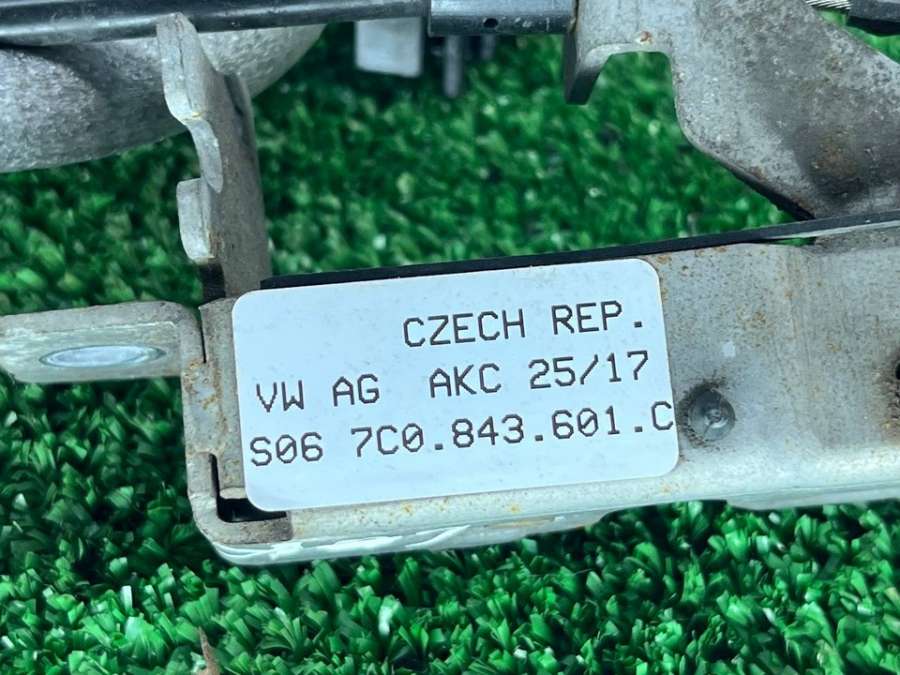 CZECH REP.
VW AG AKC 25/17
S06 7C0.843.601.C